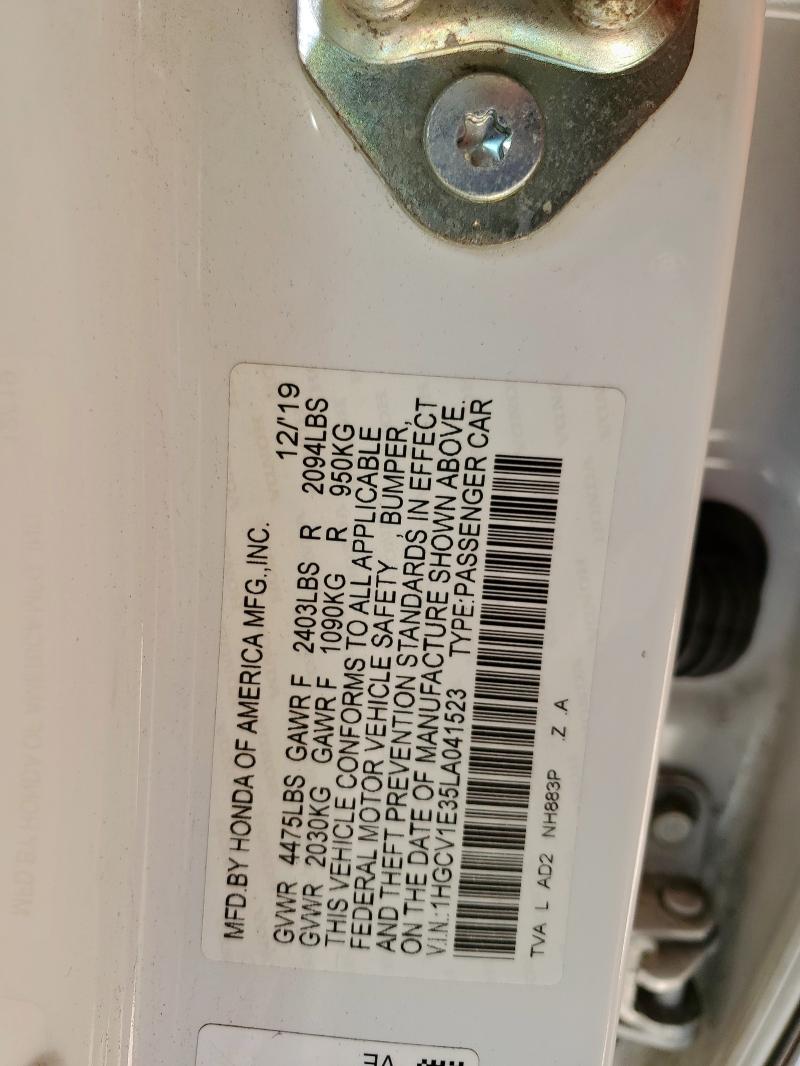 MFD.BY HONDA OF AMERICA MFG.,INC. 12/'19
GVWR 4475LBS GAWR F 2403LBS R 2094LBS
GVWR 2030KG GAWR F 1090KG R 950KG
THIS VEHICLE CONFORMS TO ALL APPLICABLE
FEDERAL MOTOR VEHICLE SAFETY , BUMPER,
AND THEFT PREVENTION STANDARDS IN EFFECT
ON THE DATE OF MANUFACTURE SHOWN ABOVE.
V.I.N.:1HGCV1E35LA041523 TYPE:PASSENGER CAR
TVA L AD2 NH883P .Z .A
VE